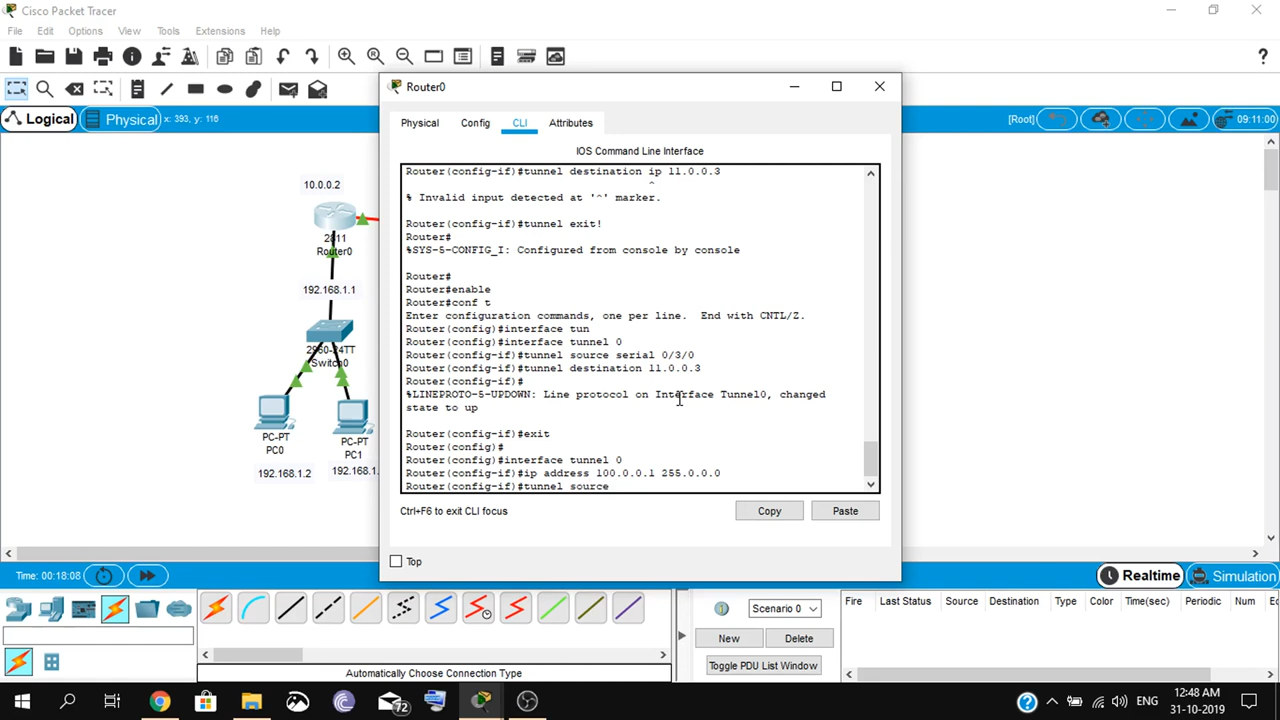 Cisco Packet Tracer
File Edit Options View Tools Extensions Help
?
Logical Physical x: 393, y: 116 [Root] 09:11:00
10.0.0.2
2811
Router0
192.168.1.1
2960-24TT
Switch0
PC-PT
PC0
PC-PT
PC1
192.168.1.2
192.168.1.
Router0
Physical Config CLI Attributes
IOS Command Line Interface
Router(config-if)#tunnel destination ip 11.0.0.3
^
% Invalid input detected at '^' marker.
Router(config-if)#tunnel exit!
Router#
%SYS-5-CONFIG_I: Configured from console by console
Router#
Router#enable
Router#conf t
Enter configuration commands, one per line. End with CNTL/Z.
Router(config)#interface tun
Router(config)#interface tunnel 0
Router(config-if)#tunnel source serial 0/3/0
Router(config-if)#tunnel destination 11.0.0.3
Router(config-if)#
%LINEPROTO-5-UPDOWN: Line protocol on Interface Tunnel0, changed
state to up
Router(config-if)#exit
Router(config)#
Router(config)#interface tunnel 0
Router(config-if)#ip address 100.0.0.1 255.0.0.0
Router(config-if)#tunnel source
Ctrl+F6 to exit CLI focus
Copy Paste
Top
Time: 00:18:08
Realtime Simulation
Scenario 0
New Delete
Toggle PDU List Window
Fire Last Status Source Destination Type Color Time(sec) Periodic Num
Automatically Choose Connection Type
72
ENG
12:48 AM
31-10-2019